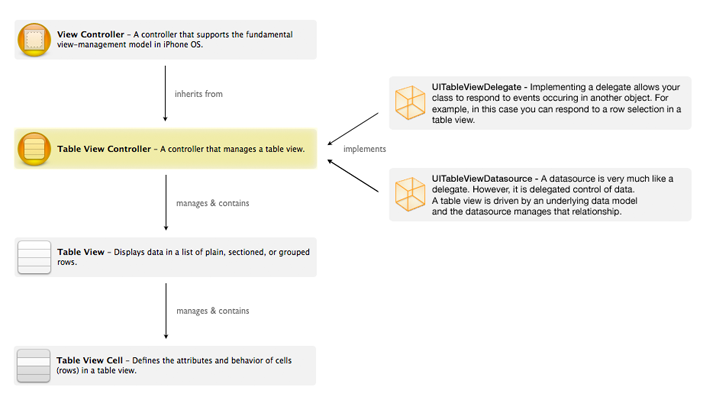 View Controller – A controller that supports the fundamental
view-management model in iPhone OS.
inherits from
UITableViewDelegate - Implementing a delegate allows your
class to respond to events occuring in another object. For
example, in this case you can respond to a row selection in a
table view.
Table View Controller – A controller that manages a table view.
implements
UITableViewDatasource - A datasource is very much like a
delegate. However, it is delegated control of data.
A table view is driven by an underlying data model
and the datasource manages that relationship.
manages & contains
Table View – Displays data in a list of plain, sectioned, or grouped
rows.
manages & contains
Table View Cell – Defines the attributes and behavior of cells
(rows) in a table view.